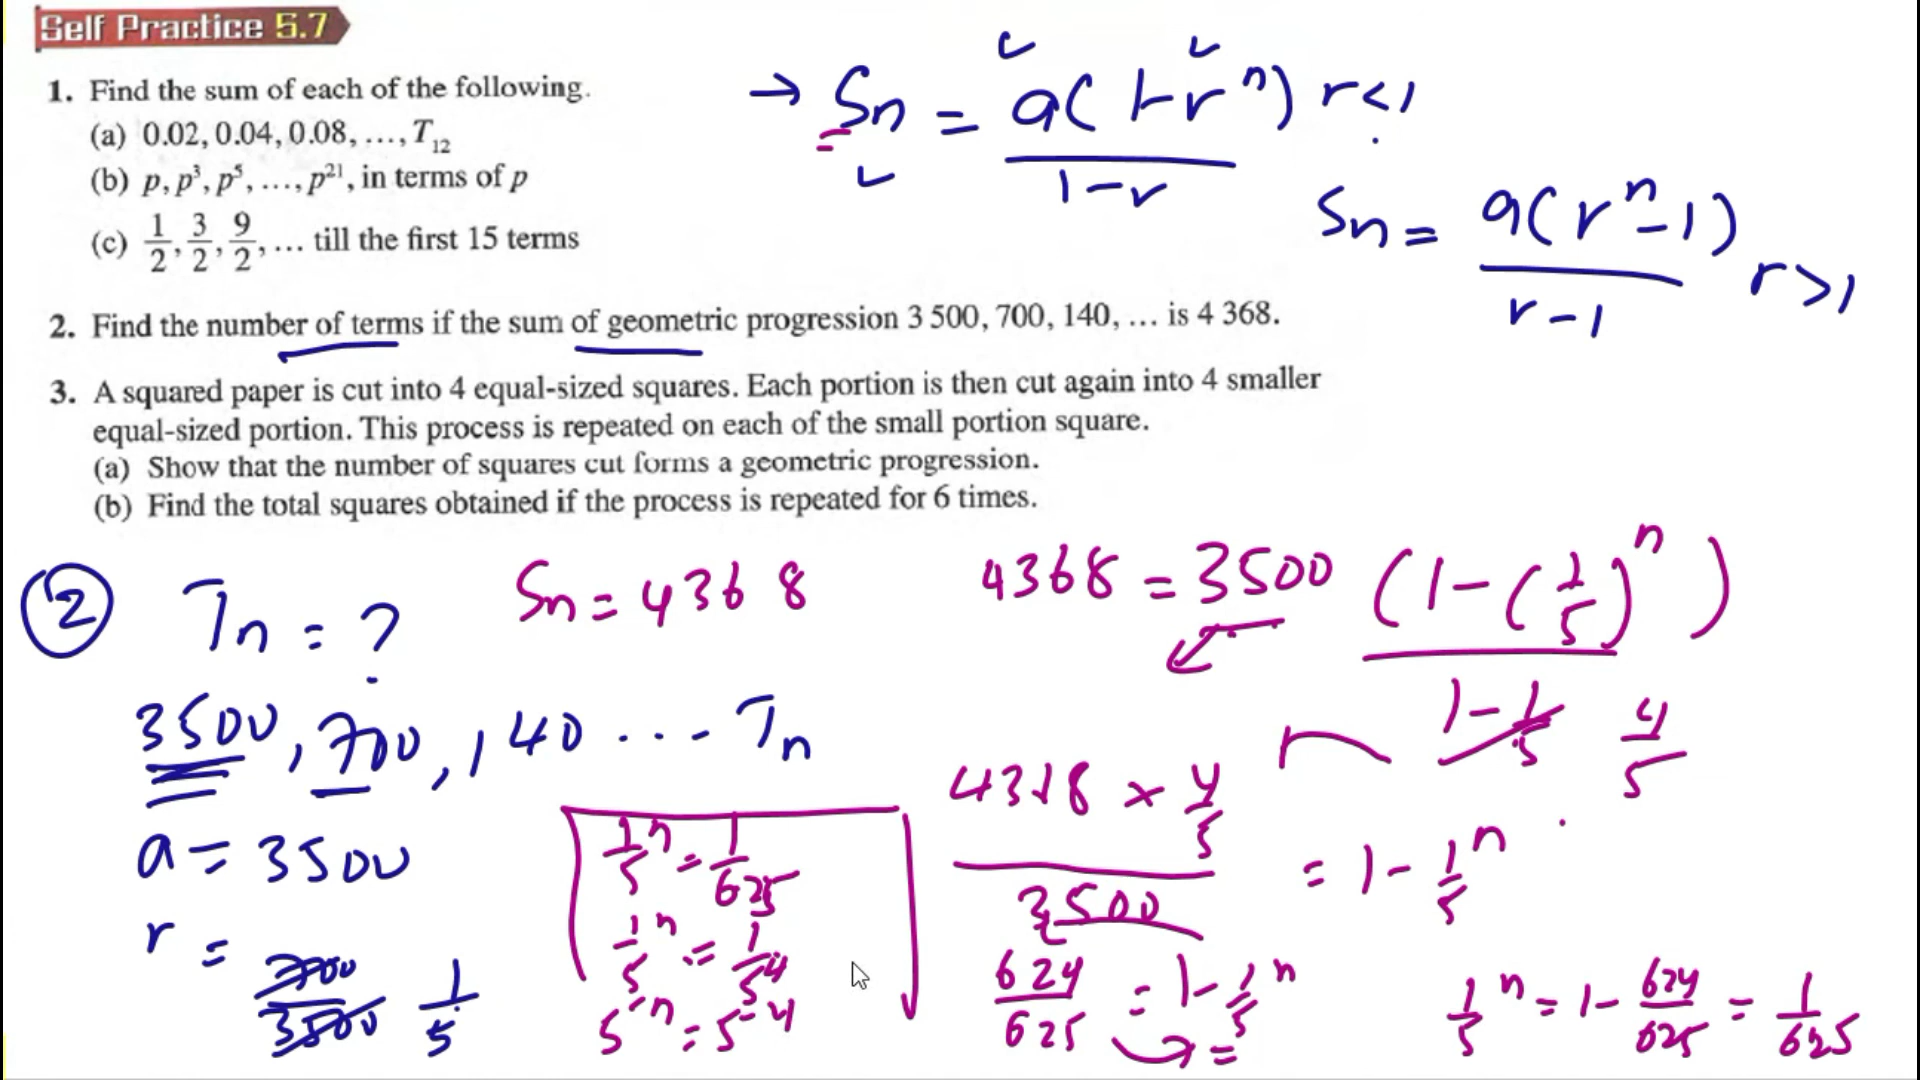 Self Practice 5.7
1. Find the sum of each of the following.
(a) 0.02, 0.04, 0.08, …, T₁₂
(b) p, p³, p⁵, …, p²¹, in terms of p
(c) 1/2, 3/2, 9/2, … till the first 15 terms
→ Sn = a(1-rⁿ) / 1-r r<1
Sn = a(rⁿ-1) / r-1 r>1
2. Find the number of terms if the sum of geometric progression 3 500, 700, 140, … is 4 368.
3. A squared paper is cut into 4 equal-sized squares. Each portion is then cut again into 4 smaller
equal-sized portion. This process is repeated on each of the small portion square.
(a) Show that the number of squares cut forms a geometric progression.
(b) Find the total squares obtained if the process is repeated for 6 times.
② Tn = ?
3500, 700, 140 ... Tn
a = 3500
r = 700/3500 1/5
Sn = 4368
4368 = 3500 (1-(1/5)ⁿ) / 1-1/5 4/5
4368 × 4/5 / 3500 = 1-1/5ⁿ
624/625 = 1-1/5ⁿ
=
1/5ⁿ = 1-624/625 = 1/625
1/5ⁿ = 1/625
1/5ⁿ = 1/5⁴
5⁻ⁿ = 5⁻⁴